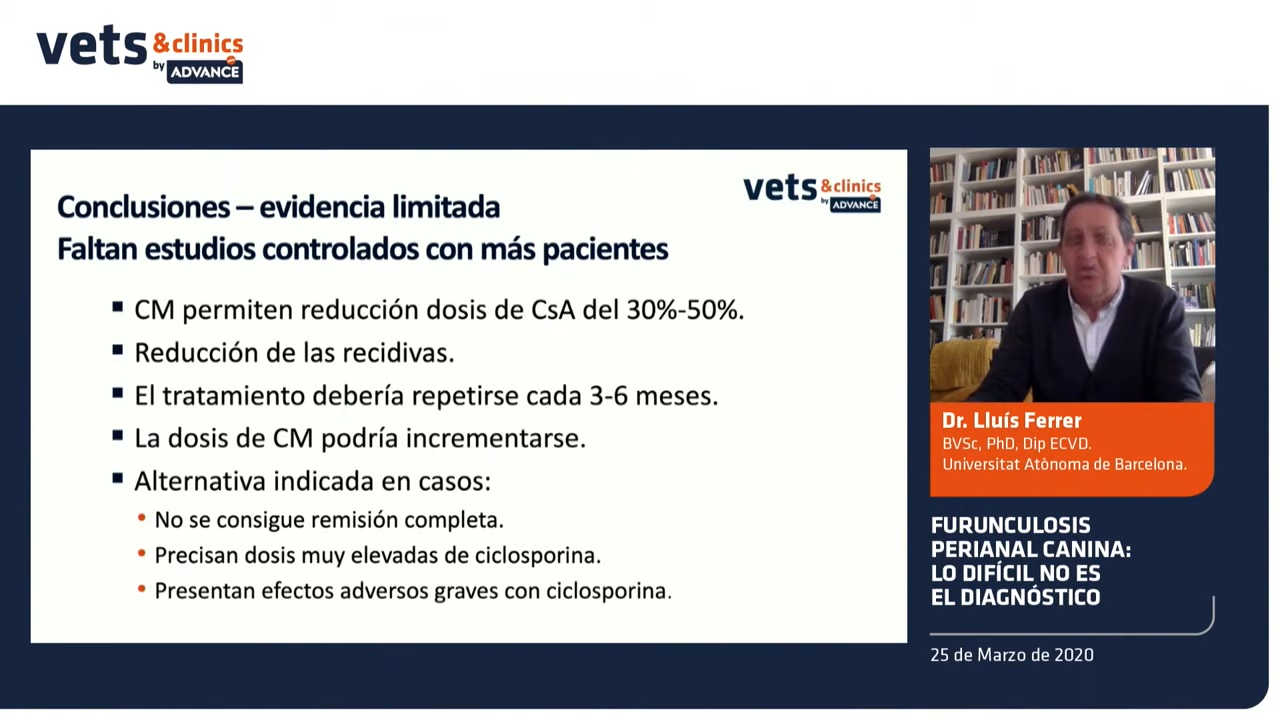 vets &clinics
by ADVANCE
vets &clinics
by ADVANCE
Conclusiones – evidencia limitada
Faltan estudios controlados con más pacientes
▪ CM permiten reducción dosis de CsA del 30%-50%.
▪ Reducción de las recidivas.
▪ El tratamiento debería repetirse cada 3-6 meses.
▪ La dosis de CM podría incrementarse.
▪ Alternativa indicada en casos:
• No se consigue remisión completa.
• Precisan dosis muy elevadas de ciclosporina.
• Presentan efectos adversos graves con ciclosporina.
Dr. Lluís Ferrer
BVSc, PhD, Dip ECVD.
Universitat Atònoma de Barcelona.
FURUNCULOSIS
PERIANAL CANINA:
LO DIFÍCIL NO ES
EL DIAGNÓSTICO
25 de Marzo de 2020